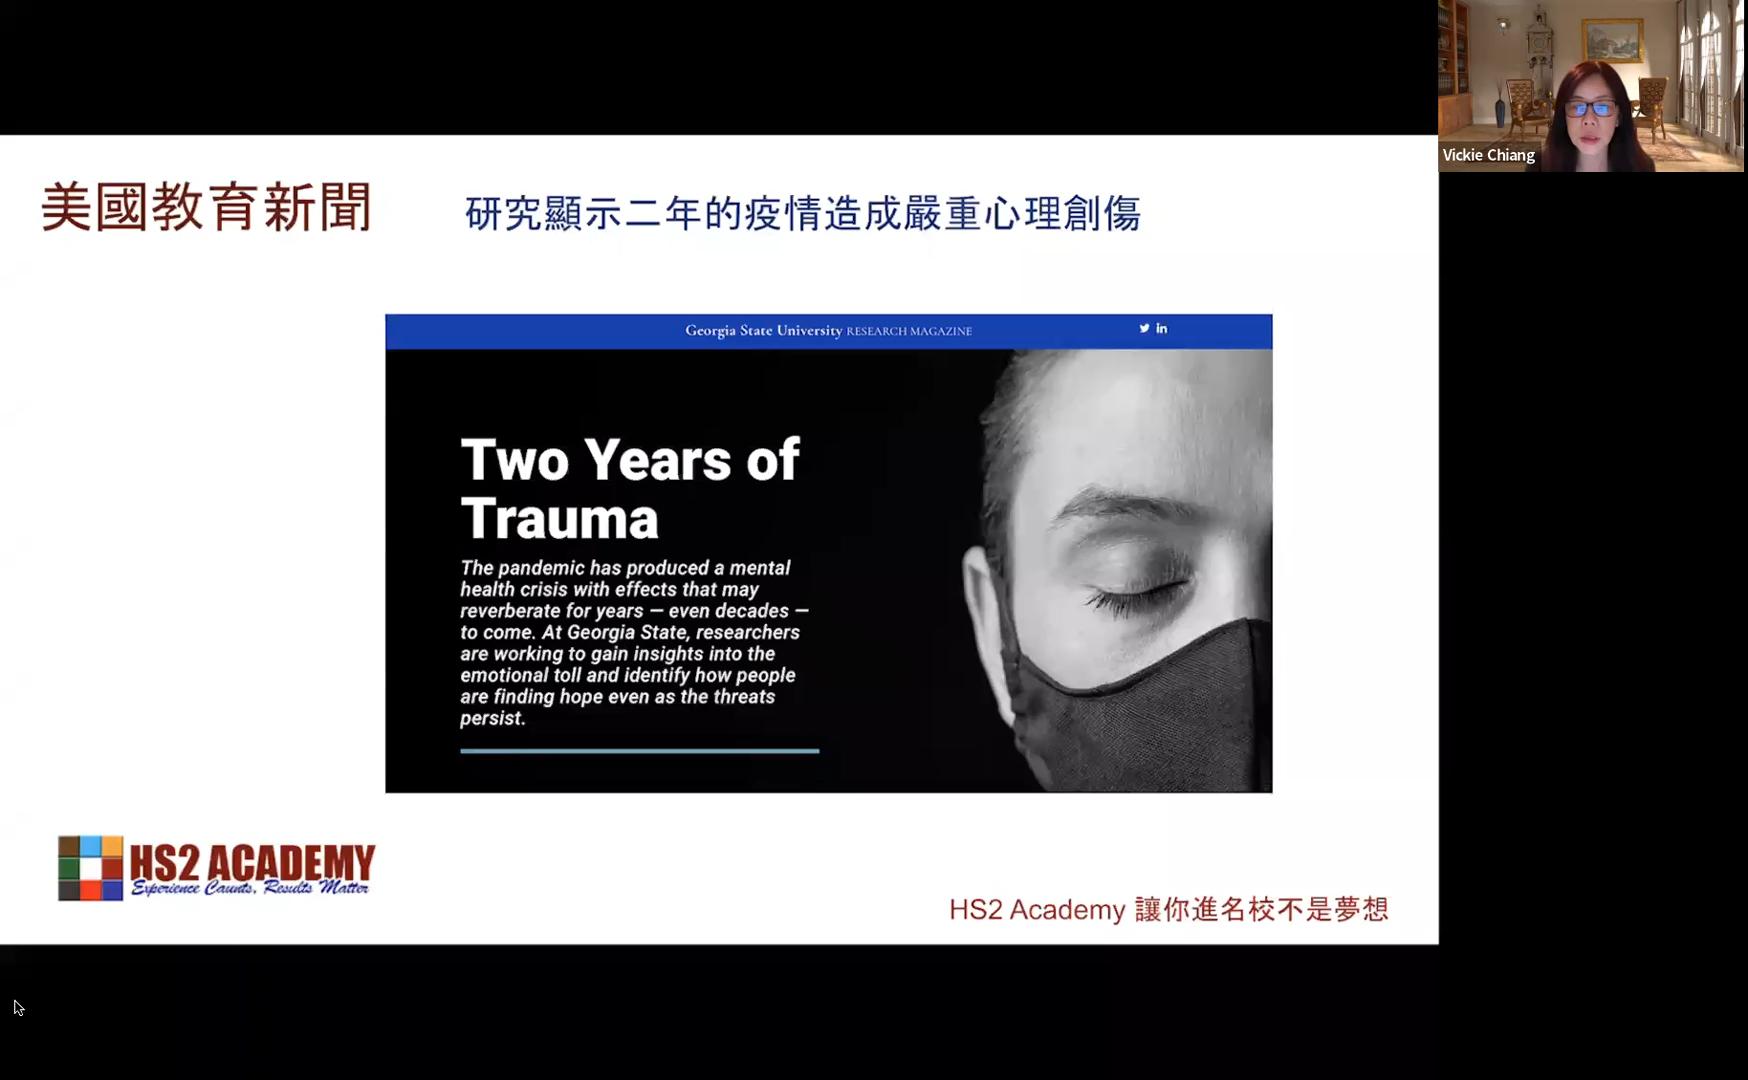 Vickie Chiang
美國教育新聞
研究顯示二年的疫情造成嚴重心理創傷
Georgia State University RESEARCH MAGAZINE
Two Years of
Trauma
The pandemic has produced a mental
health crisis with effects that may
reverberate for years — even decades —
to come. At Georgia State, researchers
are working to gain insights into the
emotional toll and identify how people
are finding hope even as the threats
persist.
HS2 ACADEMY
Experience Counts, Results Matter
HS2 Academy 讓你進名校不是夢想